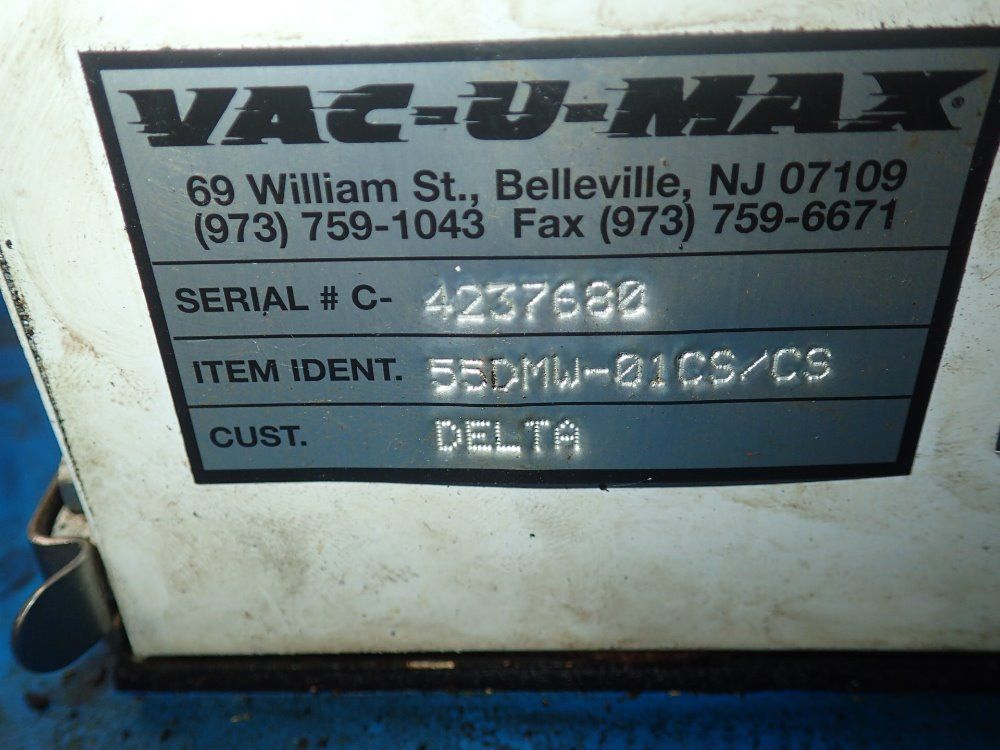 VAC-U-MAX®
69 William St., Belleville, NJ 07109
(973) 759-1043 Fax (973) 759-6671
SERIAL # C- 4237680
ITEM IDENT. 55DMW-01CS/CS
CUST. DELTA